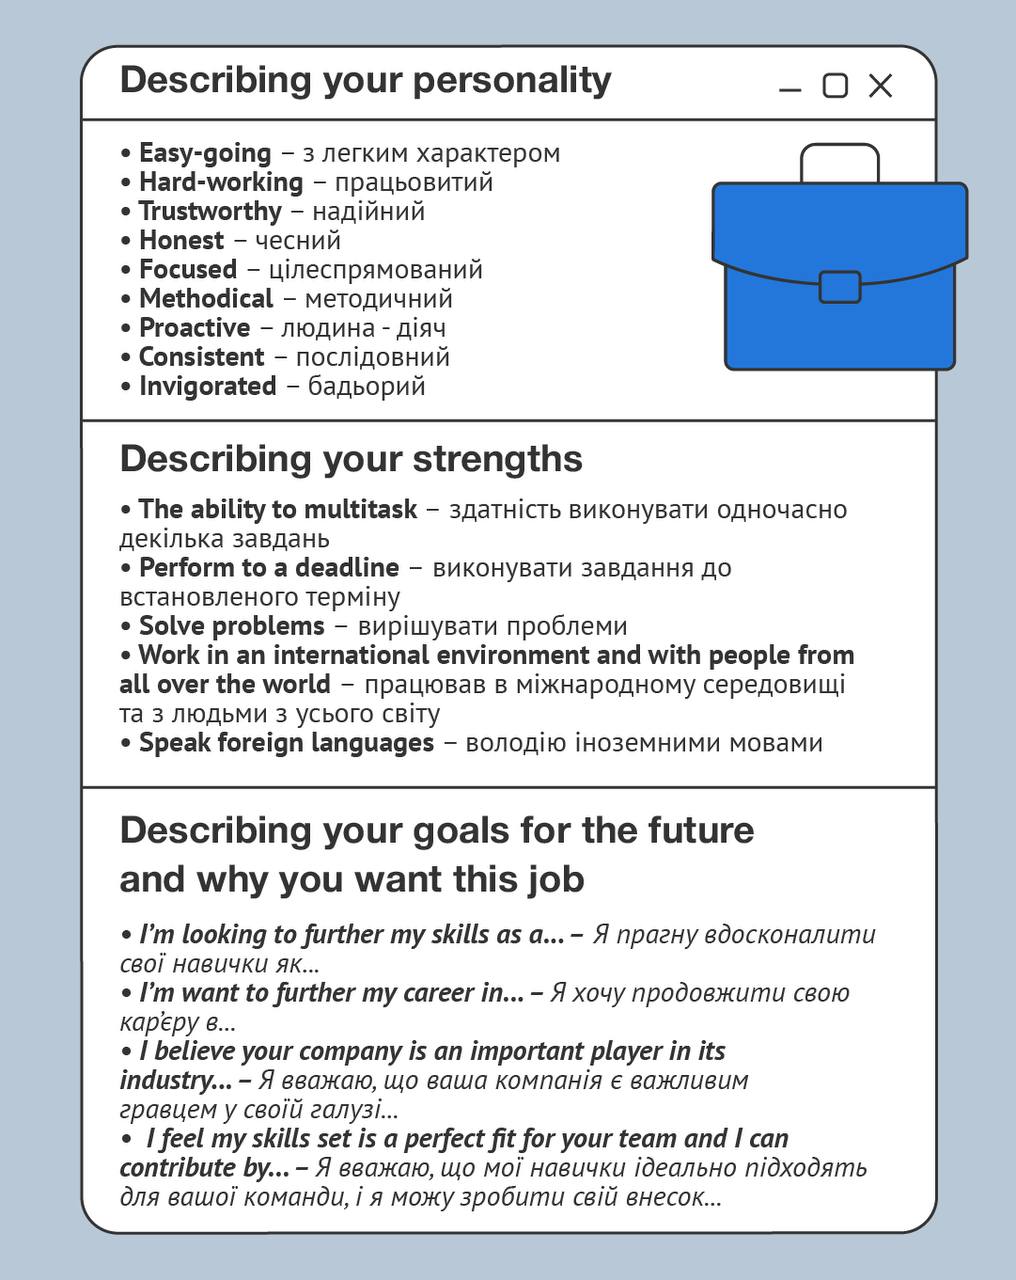 Describing your personality
• Easy-going – з легким характером
• Hard-working – працьовитий
• Trustworthy – надійний
• Honest – чесний
• Focused – цілеспрямований
• Methodical – методичний
• Proactive – людина - діяч
• Consistent – послідовний
• Invigorated – бадьорий
Describing your strengths
• The ability to multitask – здатність виконувати одночасно
декілька завдань
• Perform to a deadline – виконувати завдання до
встановленого терміну
• Solve problems – вирішувати проблеми
• Work in an international environment and with people from
all over the world – працював в міжнародному середовищі
та з людьми з усього світу
• Speak foreign languages – володію іноземними мовами
Describing your goals for the future
and why you want this job
• I’m looking to further my skills as a... – Я прагну вдосконалити
свої навички як...
• I’m want to further my career in... – Я хочу продовжити свою
кар’єру в...
• I believe your company is an important player in its
industry... – Я вважаю, що ваша компанія є важливим
гравцем у своїй галузі...
• I feel my skills set is a perfect fit for your team and I can
contribute by... – Я вважаю, що мої навички ідеально підходять
для вашої команди, і я можу зробити свій внесок...